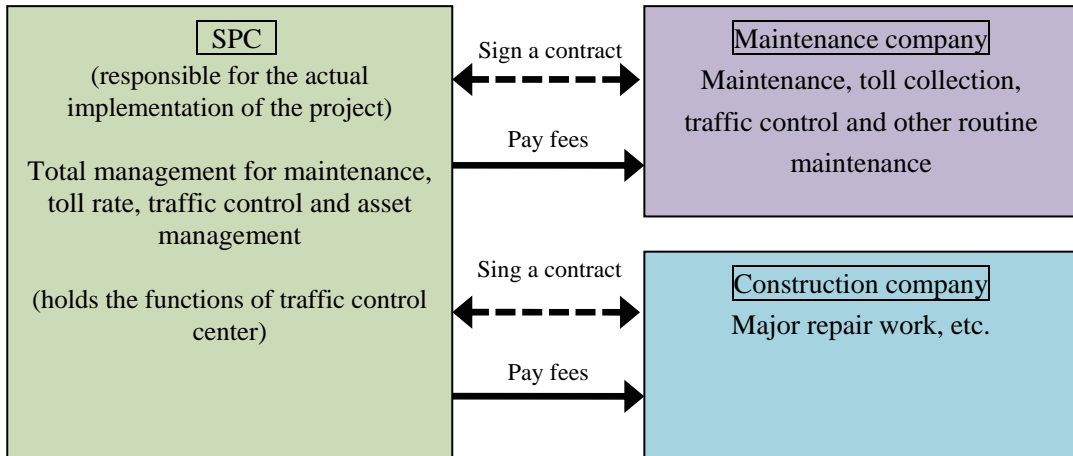 SPC
(responsible for the actual
implementation of the project)
Total management for maintenance,
toll rate, traffic control and asset
management
(holds the functions of traffic control
center)
Sign a contract
Pay fees
Sing a contract
Pay fees
Maintenance company
Maintenance, toll collection,
traffic control and other routine
maintenance
Construction company
Major repair work, etc.